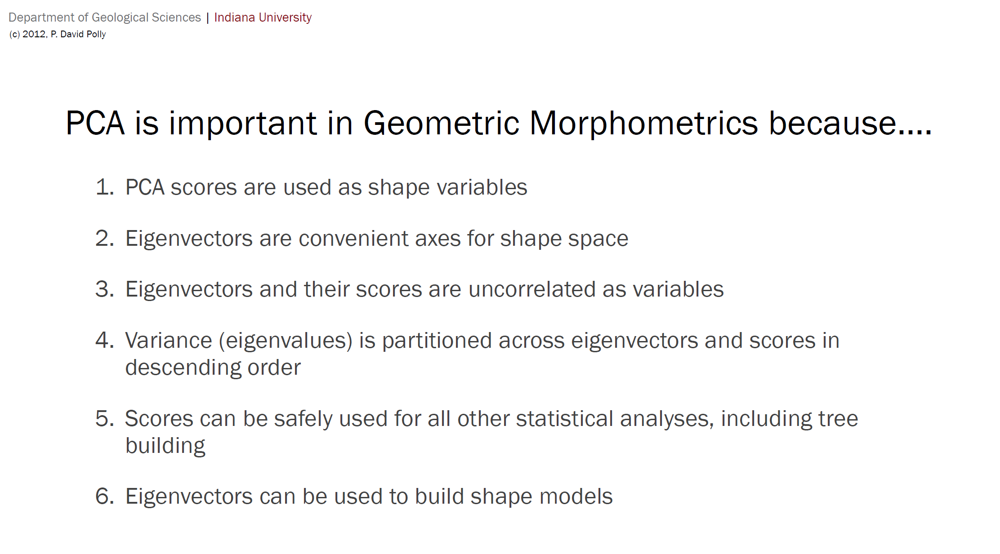 Department of Geological Sciences | Indiana University
(c) 2012, P. David Polly
PCA is important in Geometric Morphometrics because....
1. PCA scores are used as shape variables
2. Eigenvectors are convenient axes for shape space
3. Eigenvectors and their scores are uncorrelated as variables
4. Variance (eigenvalues) is partitioned across eigenvectors and scores in
descending order
5. Scores can be safely used for all other statistical analyses, including tree
building
6. Eigenvectors can be used to build shape models